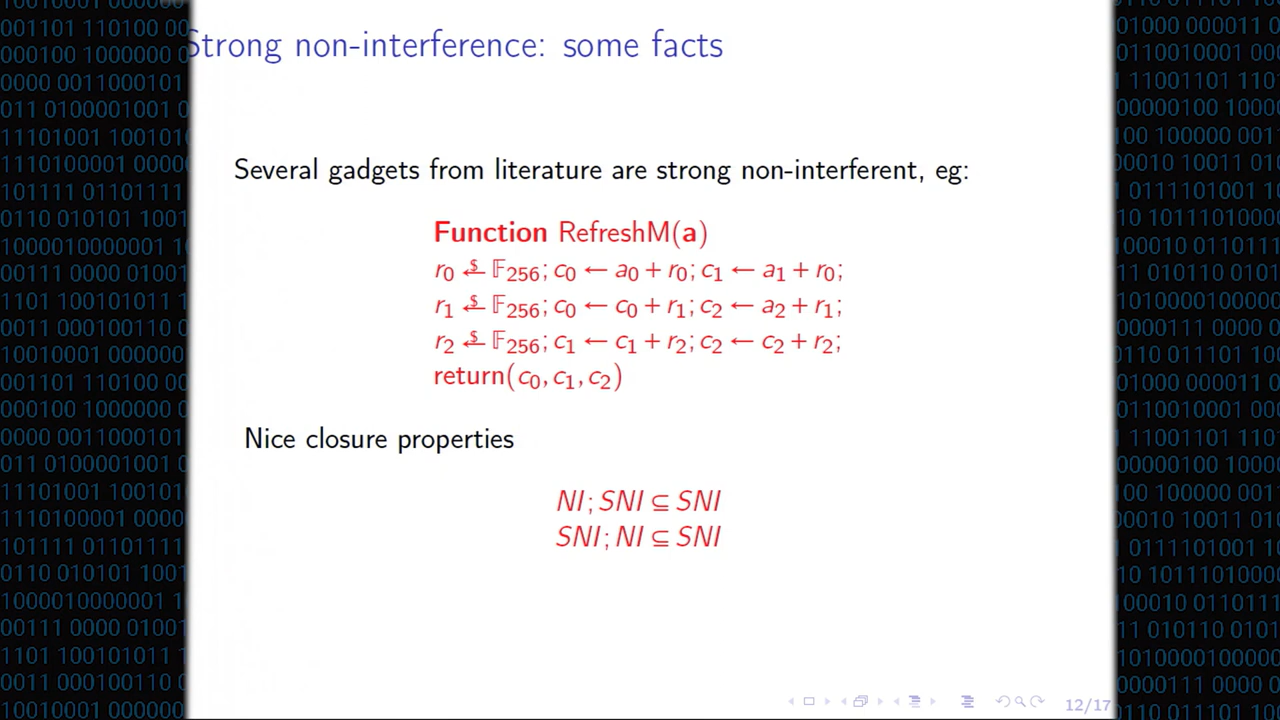 Strong non-interference: some facts
Several gadgets from literature are strong non-interferent, eg:
Function RefreshM(a)
r₀ ←$ 𝔽₂₅₆; c₀ ← a₀ + r₀; c₁ ← a₁ + r₀;
r₁ ←$ 𝔽₂₅₆; c₀ ← c₀ + r₁; c₂ ← a₂ + r₁;
r₂ ←$ 𝔽₂₅₆; c₁ ← c₁ + r₂; c₂ ← c₂ + r₂;
return(c₀, c₁, c₂)
Nice closure properties
NI; SNI ⊆ SNI
SNI; NI ⊆ SNI
12/17